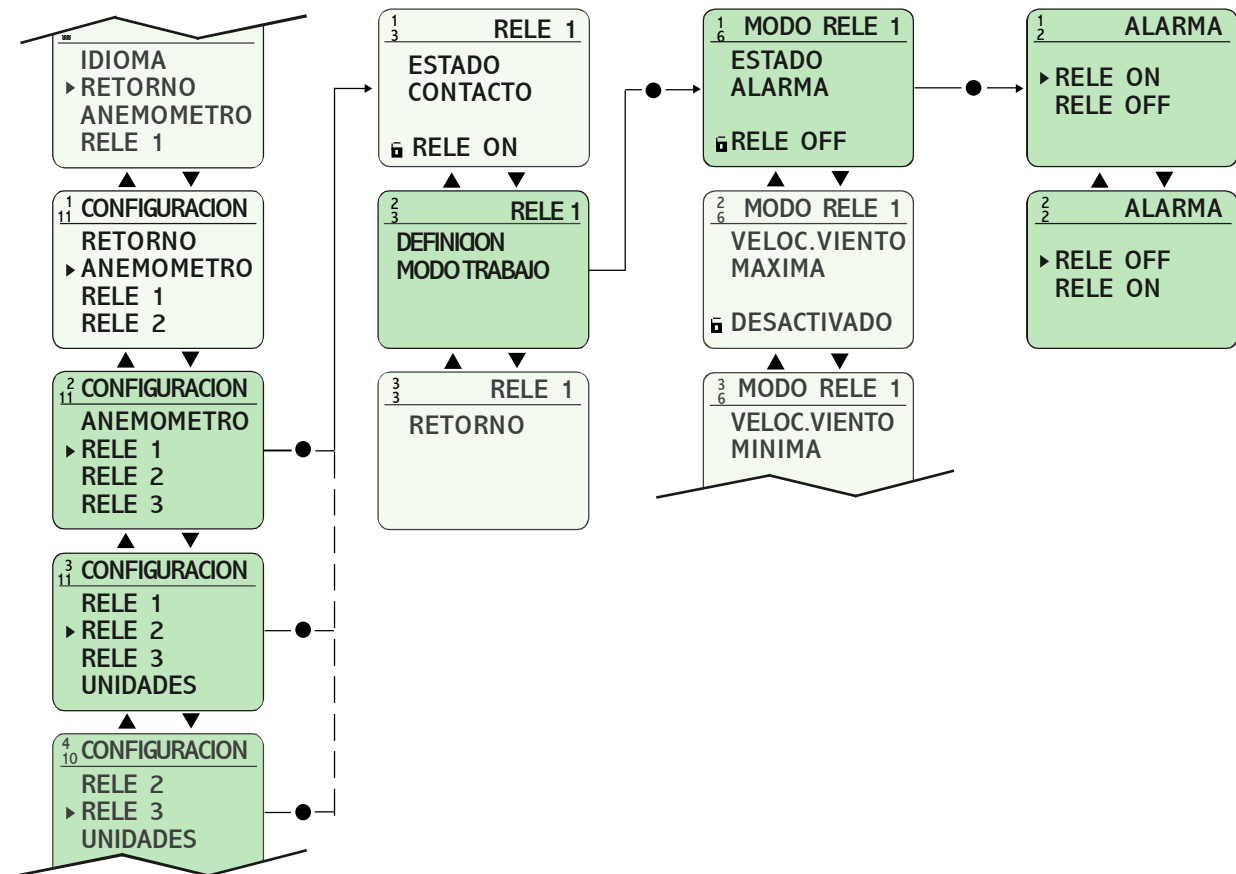 IDIOMA
RETORNO
ANEMOMETRO
RELE 1
1
11 CONFIGURACION
RETORNO
ANEMOMETRO
RELE 1
RELE 2
2
11 CONFIGURACION
ANEMOMETRO
RELE 1
RELE 2
RELE 3
3
11 CONFIGURACION
RELE 1
RELE 2
RELE 3
UNIDADES
4
10 CONFIGURACION
RELE 2
RELE 3
UNIDADES
1
3 RELE 1
ESTADO
CONTACTO
RELE ON
2
3 RELE 1
DEFINICION
MODO TRABAJO
3
3 RELE 1
RETORNO
1
6 MODO RELE 1
ESTADO
ALARMA
RELE OFF
2
6 MODO RELE 1
VELOC.VIENTO
MAXIMA
DESACTIVADO
3
6 MODO RELE 1
VELOC.VIENTO
MINIMA
1
2 ALARMA
RELE ON
RELE OFF
2
2 ALARMA
RELE OFF
RELE ON